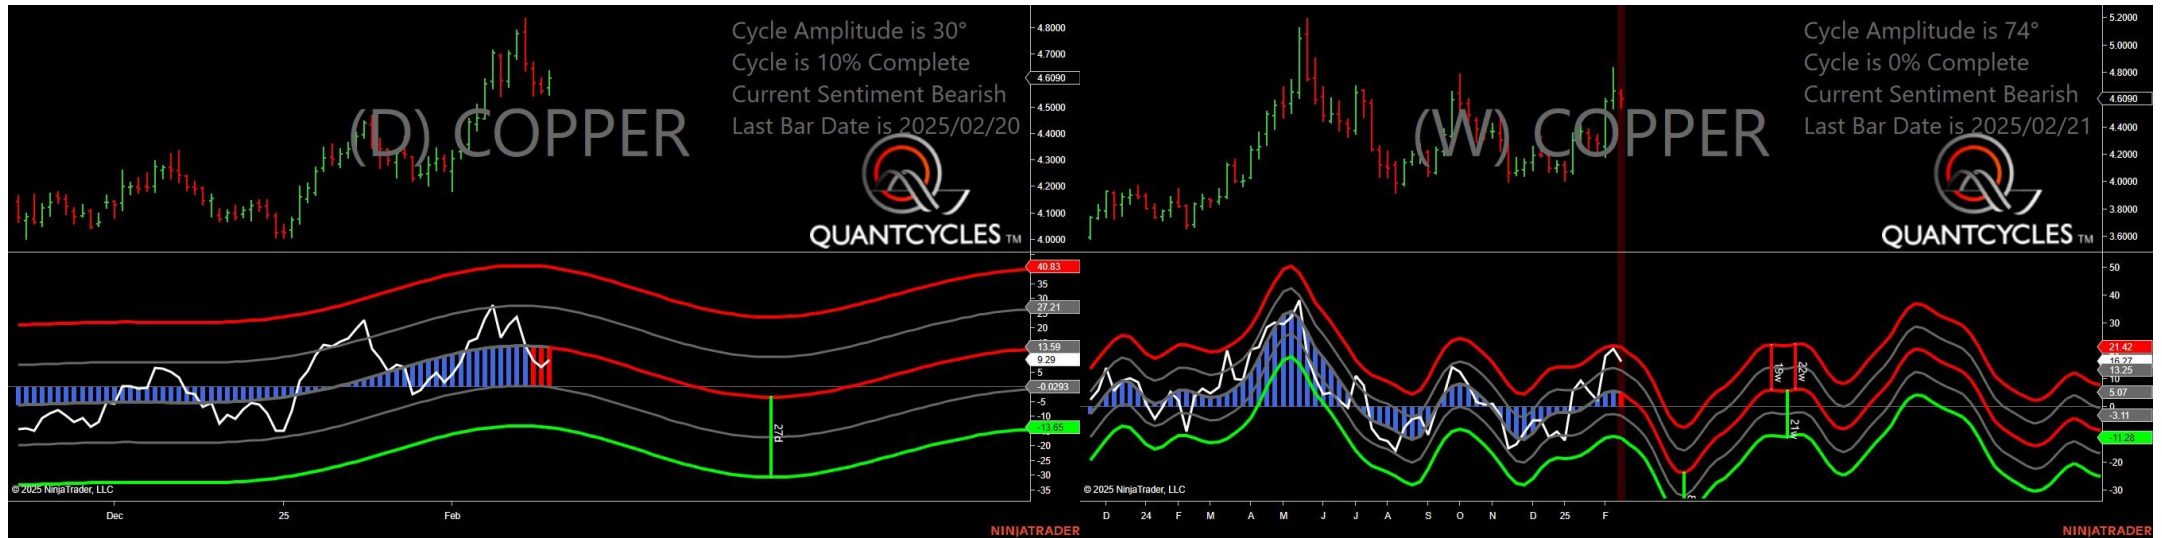 Cycle Amplitude is 30°
Cycle is 10% Complete
Current Sentiment Bearish
Last Bar Date is 2025/02/20
(D) COPPER
QUANTCYCLES TM
4.8000
4.7000
4.6090
4.5000
4.4000
4.3000
4.2000
4.1000
4.0000
40.83
35
30
27.21
20
13.59
9.29
5
-0.0293
-5
-10
-13.65
-20
-25
-30
-35
27d
© 2025 NinjaTrader, LLC
Dec
25
Feb
NINJATRADER
Cycle Amplitude is 74°
Cycle is 0% Complete
Current Sentiment Bearish
Last Bar Date is 2025/02/21
(W) COPPER
QUANTCYCLES TM
5.2000
5.0000
4.8000
4.6090
4.4000
4.2000
4.0000
3.8000
3.6000
50
40
30
21.42
16.27
13.25
10
5.07
0
-3.11
-11.28
-20
-30
19w
22w
21w
© 2025 NinjaTrader, LLC
D
24
F
M
A
M
J
J
A
S
O
N
D
25
F
NINJATRADER